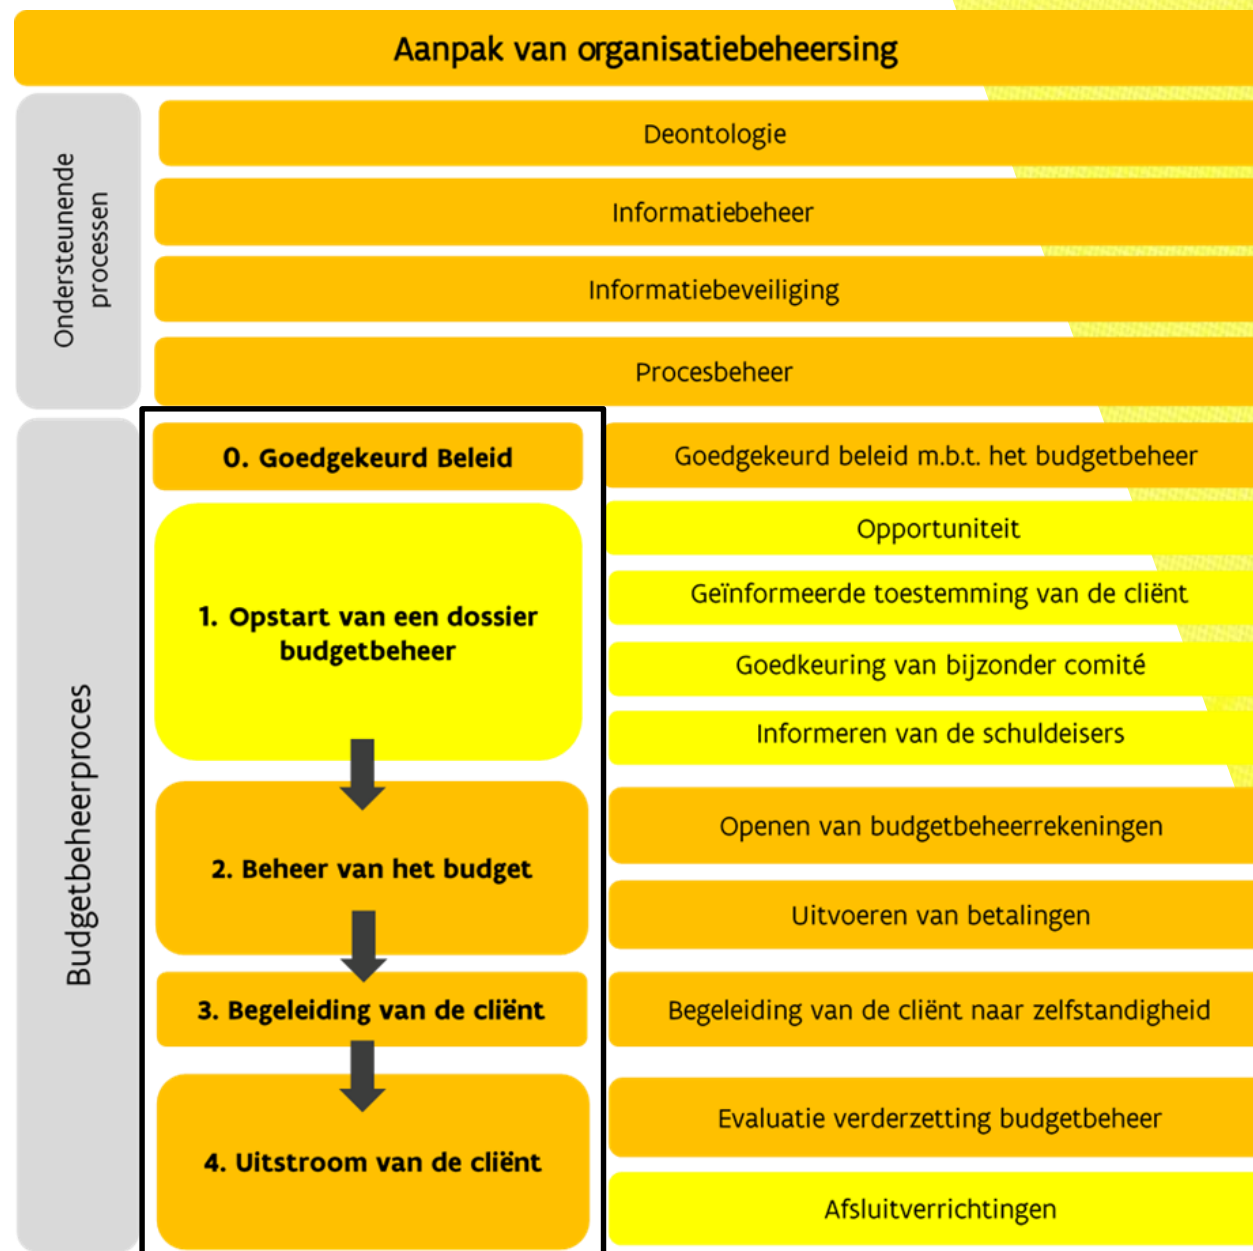 Aanpak van organisatiebeheersing
Ondersteunende
processen
Deontologie
Informatiebeheer
Informatiebeveiliging
Procesbeheer
Budgetbeheerproces
0. Goedgekeurd Beleid
Goedgekeurd beleid m.b.t. het budgetbeheer
1. Opstart van een dossier
budgetbeheer
Opportuniteit
Geïnformeerde toestemming van de cliënt
Goedkeuring van bijzonder comité
Informeren van de schuldeisers
2. Beheer van het budget
Openen van budgetbeheerrekeningen
Uitvoeren van betalingen
3. Begeleiding van de cliënt
Begeleiding van de cliënt naar zelfstandigheid
4. Uitstroom van de cliënt
Evaluatie verderzetting budgetbeheer
Afsluitverrichtingen